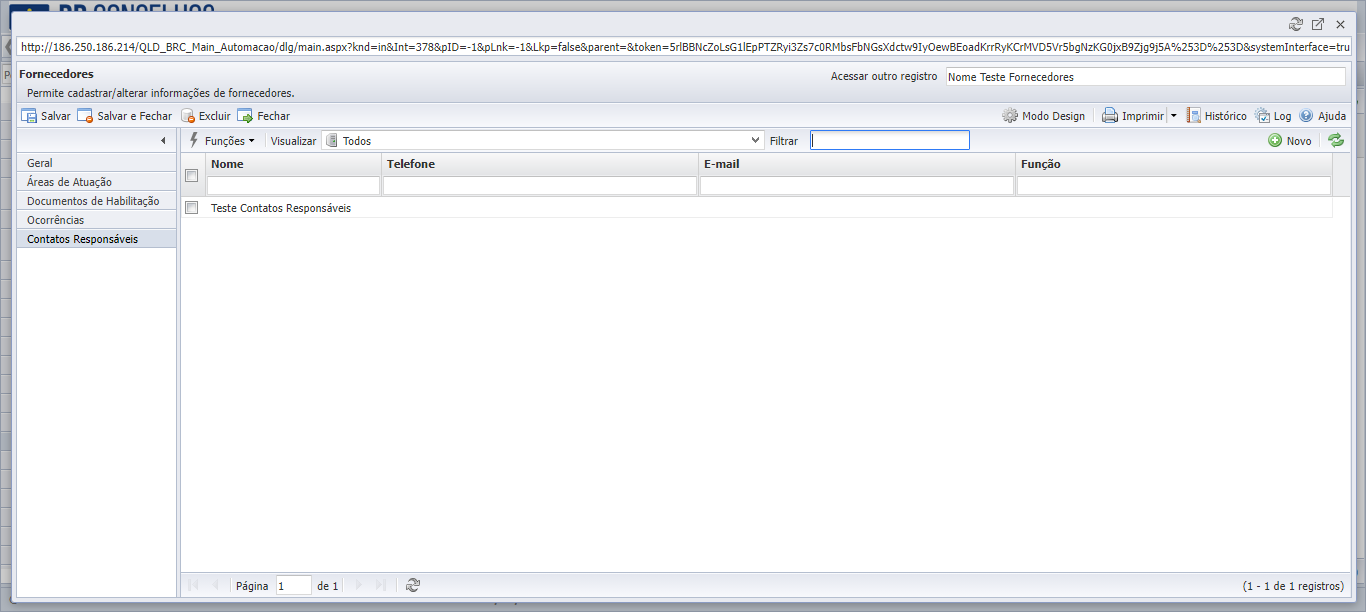 http://186.250.186.214/QLD_BRC_Main_Automacao/dlg/main.aspx?knd=in&Int=378&pID=-1&pLnk=-1&Lkp=false&parent=&token=5rlBBNcZoLsG1lEpPTZRyi3Zs7c0RMbsFbNGsXdctw9IyOewBEoadKrrRyKCrMVD5Vr5bgNzKG0jxB9Zjg9j5A%253D%253D&systemInterface=tru
Fornecedores
Acessar outro registro Nome Teste Fornecedores
Permite cadastrar/alterar informações de fornecedores.
Salvar Salvar e Fechar Excluir Fechar Modo Design Imprimir Histórico Log Ajuda
Funções Visualizar Todos Filtrar Novo
Geral
Áreas de Atuação
Documentos de Habilitação
Ocorrências
Contatos Responsáveis
Nome Telefone E-mail Função
Teste Contatos Responsáveis
Página 1 de 1 (1 - 1 de 1 registros)